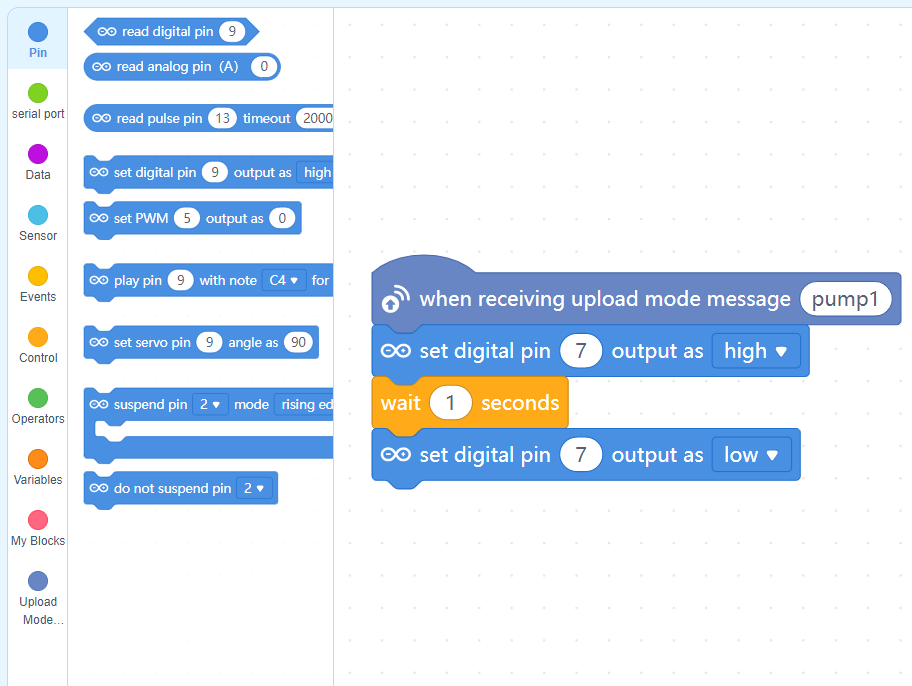 Pin
serial port
Data
Sensor
Events
Control
Operators
Variables
My Blocks
Upload
Mode...
read digital pin 9
read analog pin (A) 0
read pulse pin 13 timeout 2000
set digital pin 9 output as high
set PWM 5 output as 0
play pin 9 with note C4 ▾ for
set servo pin 9 angle as 90
suspend pin 2 ▾ mode rising ed
do not suspend pin 2 ▾
when receiving upload mode message pump1
set digital pin 7 output as high ▾
wait 1 seconds
set digital pin 7 output as low ▾